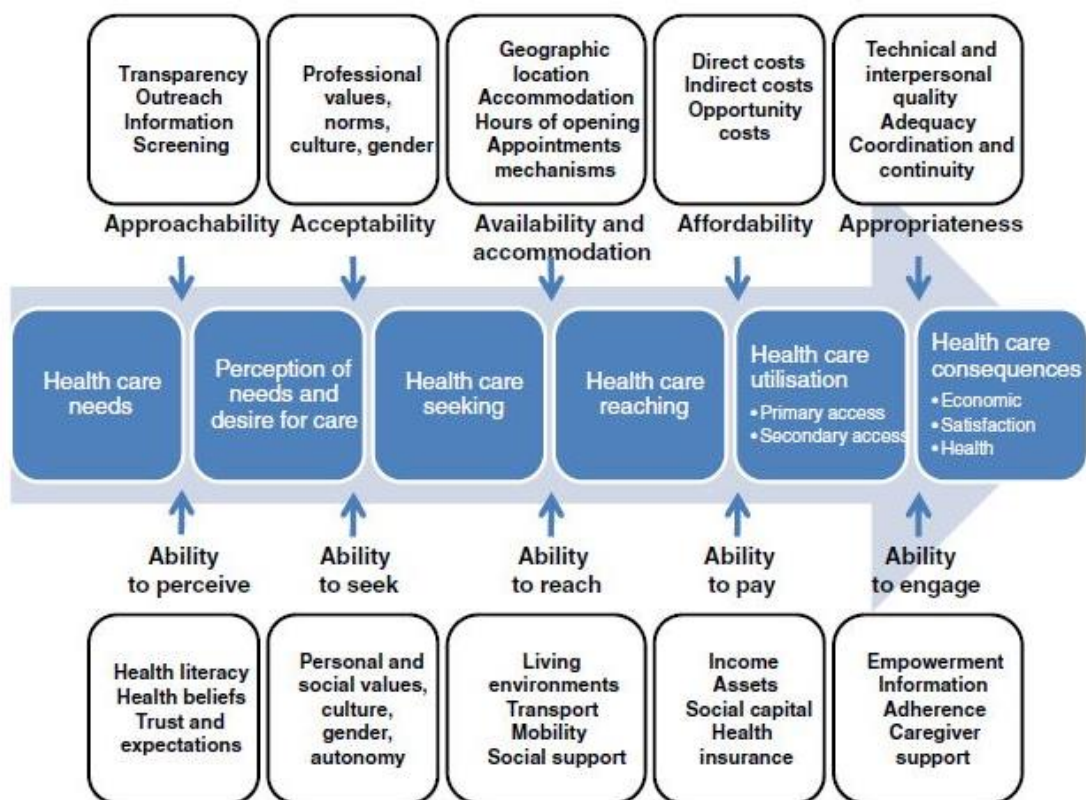 Transparency
Outreach
Information
Screening
Professional
values,
norms,
culture, gender
Geographic
location
Accommodation
Hours of opening
Appointments
mechanisms
Direct costs
Indirect costs
Opportunity
costs
Technical and
interpersonal
quality
Adequacy
Coordination and
continuity
Approachability
Acceptability
Availability and
accommodation
Affordability
Appropriateness
Health care
needs
Perception of
needs and
desire for care
Health care
seeking
Health care
reaching
Health care
utilisation
• Primary access
• Secondary access
Health care
consequences
• Economic
• Satisfaction
• Health
Ability
to perceive
Ability
to seek
Ability
to reach
Ability
to pay
Ability
to engage
Health literacy
Health beliefs
Trust and
expectations
Personal and
social values,
culture,
gender,
autonomy
Living
environments
Transport
Mobility
Social support
Income
Assets
Social capital
Health
insurance
Empowerment
Information
Adherence
Caregiver
support